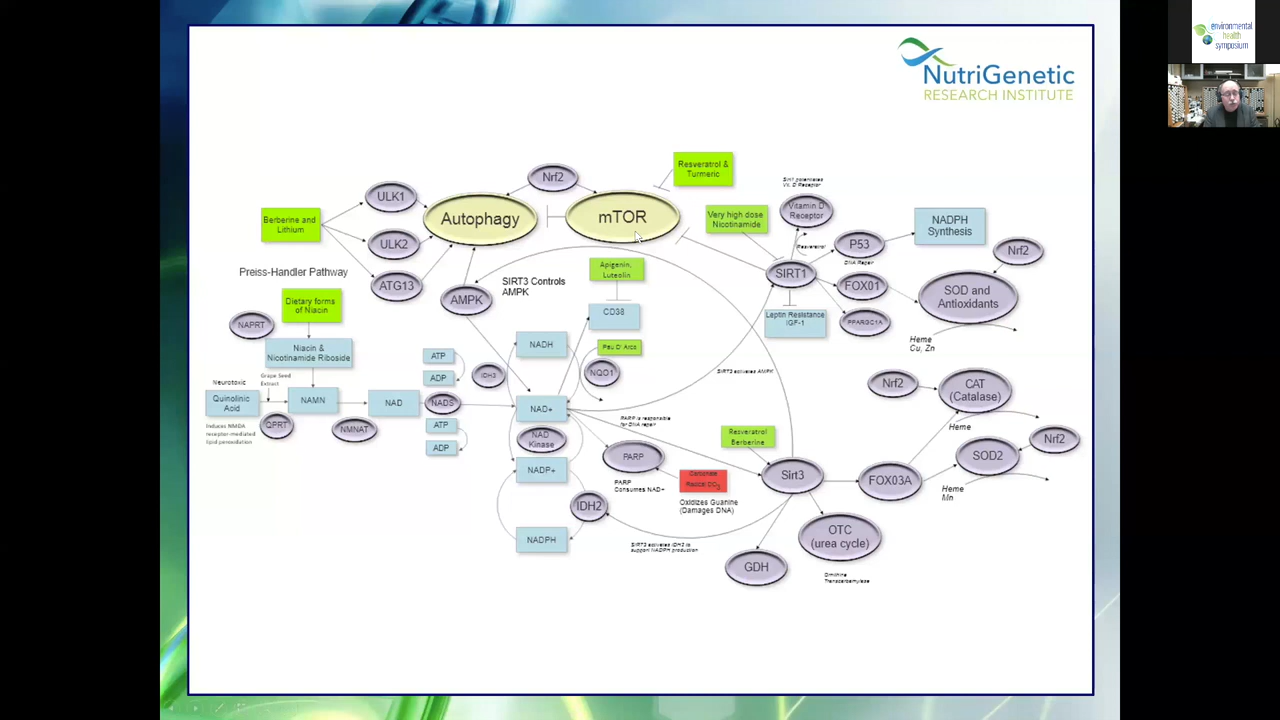 environmental
health
symposium
NutriGenetic
RESEARCH INSTITUTE
Resveratrol &
Turmeric
Nrf2
ULK1
Autophagy
mTOR
Berberine and
Lithium
ULK2
ATG13
Very high dose
Nicotinamide
Sirt1 potentiates
Vit. D Receptor
Vitamin D
Receptor
Resveratrol
P53
DNA Repair
NADPH
Synthesis
Nrf2
SIRT1
FOX01
SOD and
Antioxidants
PPARGC1A
Leptin Resistance
IGF-1
Heme
Cu, Zn
Preiss-Handler Pathway
Apigenin,
Luteolin
SIRT3 Controls
AMPK
AMPK
CD38
Dietary forms
of Niacin
NAPRT
Niacin &
Nicotinamide Riboside
NADH
Pau D' Arco
NQO1
ATP
ADP
IDH3
SIRT3 activates AMPK
Neurotoxic
Grape Seed
Extract
Quinolinic
Acid
NAMN
NAD
NADS
NAD+
Induces NMDA
receptor-mediated
lipid peroxidation
QPRT
NMNAT
ATP
ADP
NAD
Kinase
PARP is responsible
for DNA repair
PARP
PARP
Consumes NAD+
NADP+
Resveratrol
Berberine
Carbonate
Radical CO3
Oxidizes Guanine
(Damages DNA)
Sirt3
FOX03A
Nrf2
CAT
(Catalase)
Heme
SOD2
Nrf2
Heme
Mn
IDH2
NADPH
SIRT3 activates IDH2 to
support NADPH production
OTC
(urea cycle)
GDH
Ornithine
Transcarbamylase